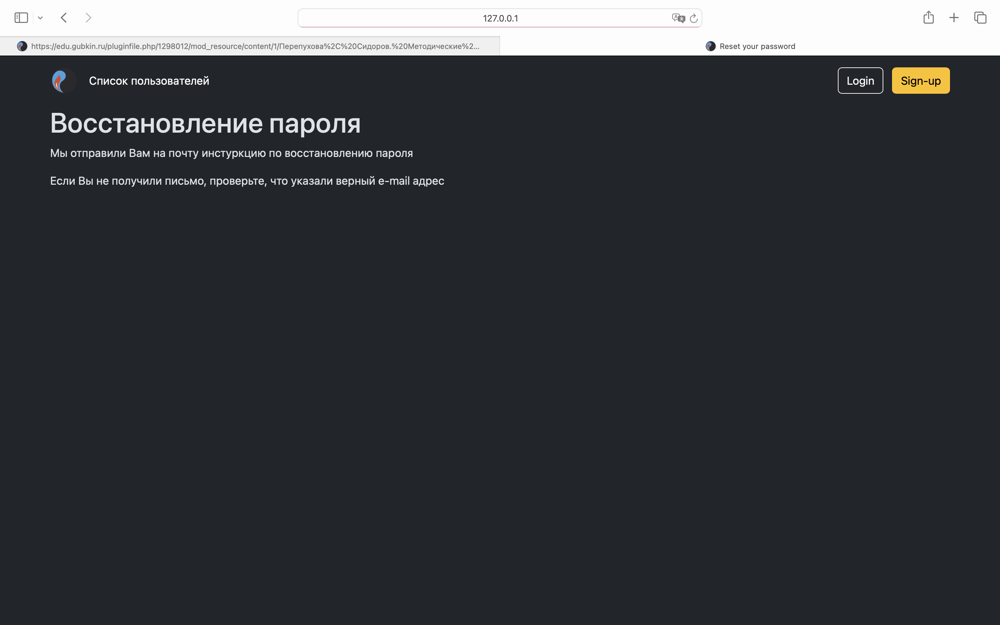 127.0.0.1
https://edu.gubkin.ru/pluginfile.php/1298012/mod_resource/content/1/Перепухова%2C%20Сидоров.%20Методические%2...
Reset your password
Список пользователей
Login
Sign-up
Восстановление пароля
Мы отправили Вам на почту инстуркцию по восстановлению пароля
Если Вы не получили письмо, проверьте, что указали верный e-mail адрес